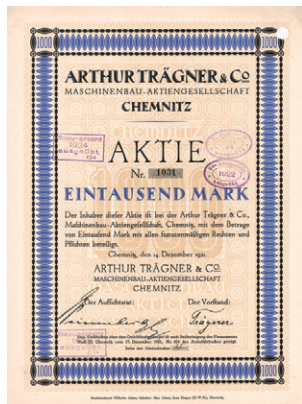 1000 1000
ARTHUR TRÄGNER & Co
MASCHINENBAU-AKTIENGESELLSCHAFT
CHEMNITZ
AKTIE
Nr. 1031
EINTAUSEND MARK
Der Inhaber dieser Aktie ist bei der Arthur Trägner & Co.,
Maschinenbau-Aktiengesellschaft, Chemnitz, mit dem Betrage
von Eintausend Mark mit allen statutenmäßigen Rechten und
Pflichten beteiligt.
Chemnitz, den 14. Dezember 1921.
ARTHUR TRÄGNER & CO.
MASCHINENBAU-AKTIENGESELLSCHAFT
CHEMNITZ
Der Aufsichtsrat: Der Vorstand:
Trägner
1000 1000